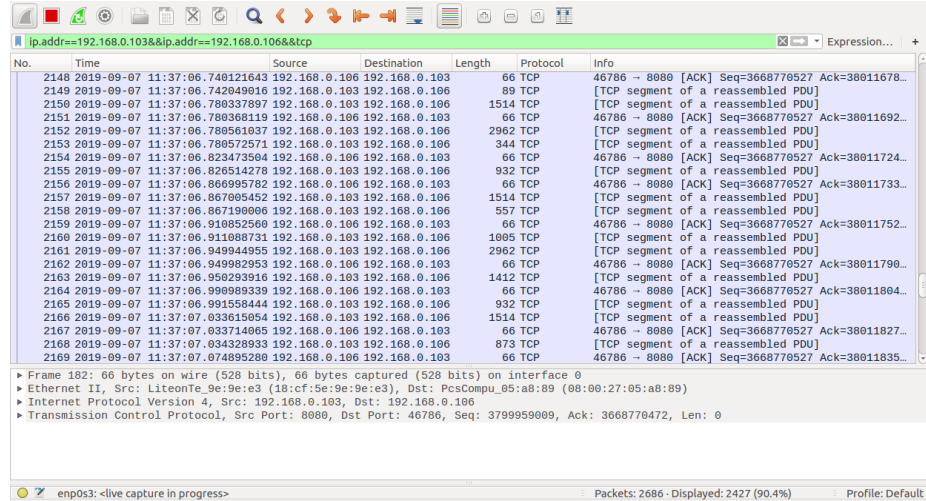 ip.addr==192.168.0.103&&ip.addr==192.168.0.106&&tcp Expression… +
No. Time Source Destination Length Protocol Info
2148 2019-09-07 11:37:06.740121643 192.168.0.106 192.168.0.103 66 TCP 46786 → 8080 [ACK] Seq=3668770527 Ack=38011678…
2149 2019-09-07 11:37:06.742049016 192.168.0.103 192.168.0.106 89 TCP [TCP segment of a reassembled PDU]
2150 2019-09-07 11:37:06.780337897 192.168.0.103 192.168.0.106 1514 TCP [TCP segment of a reassembled PDU]
2151 2019-09-07 11:37:06.780368119 192.168.0.106 192.168.0.103 66 TCP 46786 → 8080 [ACK] Seq=3668770527 Ack=38011692…
2152 2019-09-07 11:37:06.780561037 192.168.0.103 192.168.0.106 2962 TCP [TCP segment of a reassembled PDU]
2153 2019-09-07 11:37:06.780572571 192.168.0.103 192.168.0.106 344 TCP [TCP segment of a reassembled PDU]
2154 2019-09-07 11:37:06.823473504 192.168.0.106 192.168.0.103 66 TCP 46786 → 8080 [ACK] Seq=3668770527 Ack=38011724…
2155 2019-09-07 11:37:06.826514278 192.168.0.103 192.168.0.106 932 TCP [TCP segment of a reassembled PDU]
2156 2019-09-07 11:37:06.866995782 192.168.0.106 192.168.0.103 66 TCP 46786 → 8080 [ACK] Seq=3668770527 Ack=38011733…
2157 2019-09-07 11:37:06.867005452 192.168.0.103 192.168.0.106 1514 TCP [TCP segment of a reassembled PDU]
2158 2019-09-07 11:37:06.867190006 192.168.0.103 192.168.0.106 557 TCP [TCP segment of a reassembled PDU]
2159 2019-09-07 11:37:06.910852560 192.168.0.106 192.168.0.103 66 TCP 46786 → 8080 [ACK] Seq=3668770527 Ack=38011752…
2160 2019-09-07 11:37:06.911088731 192.168.0.103 192.168.0.106 1005 TCP [TCP segment of a reassembled PDU]
2161 2019-09-07 11:37:06.949944955 192.168.0.103 192.168.0.106 2962 TCP [TCP segment of a reassembled PDU]
2162 2019-09-07 11:37:06.949982953 192.168.0.106 192.168.0.103 66 TCP 46786 → 8080 [ACK] Seq=3668770527 Ack=38011790…
2163 2019-09-07 11:37:06.950293916 192.168.0.103 192.168.0.106 1412 TCP [TCP segment of a reassembled PDU]
2164 2019-09-07 11:37:06.990989339 192.168.0.106 192.168.0.103 66 TCP 46786 → 8080 [ACK] Seq=3668770527 Ack=38011804…
2165 2019-09-07 11:37:06.991558444 192.168.0.103 192.168.0.106 932 TCP [TCP segment of a reassembled PDU]
2166 2019-09-07 11:37:07.033615054 192.168.0.103 192.168.0.106 1514 TCP [TCP segment of a reassembled PDU]
2167 2019-09-07 11:37:07.033714065 192.168.0.106 192.168.0.103 66 TCP 46786 → 8080 [ACK] Seq=3668770527 Ack=38011827…
2168 2019-09-07 11:37:07.034328933 192.168.0.103 192.168.0.106 873 TCP [TCP segment of a reassembled PDU]
2169 2019-09-07 11:37:07.074895280 192.168.0.106 192.168.0.103 66 TCP 46786 → 8080 [ACK] Seq=3668770527 Ack=38011835…
Frame 182: 66 bytes on wire (528 bits), 66 bytes captured (528 bits) on interface 0
Ethernet II, Src: LiteonTe_9e:9e:e3 (18:cf:5e:9e:9e:e3), Dst: PcsCompu_05:a8:89 (08:00:27:05:a8:89)
Internet Protocol Version 4, Src: 192.168.0.103, Dst: 192.168.0.106
Transmission Control Protocol, Src Port: 8080, Dst Port: 46786, Seq: 3799959009, Ack: 3668770472, Len: 0
enp0s3: <live capture in progress> Packets: 2686 · Displayed: 2427 (90.4%) Profile: Default